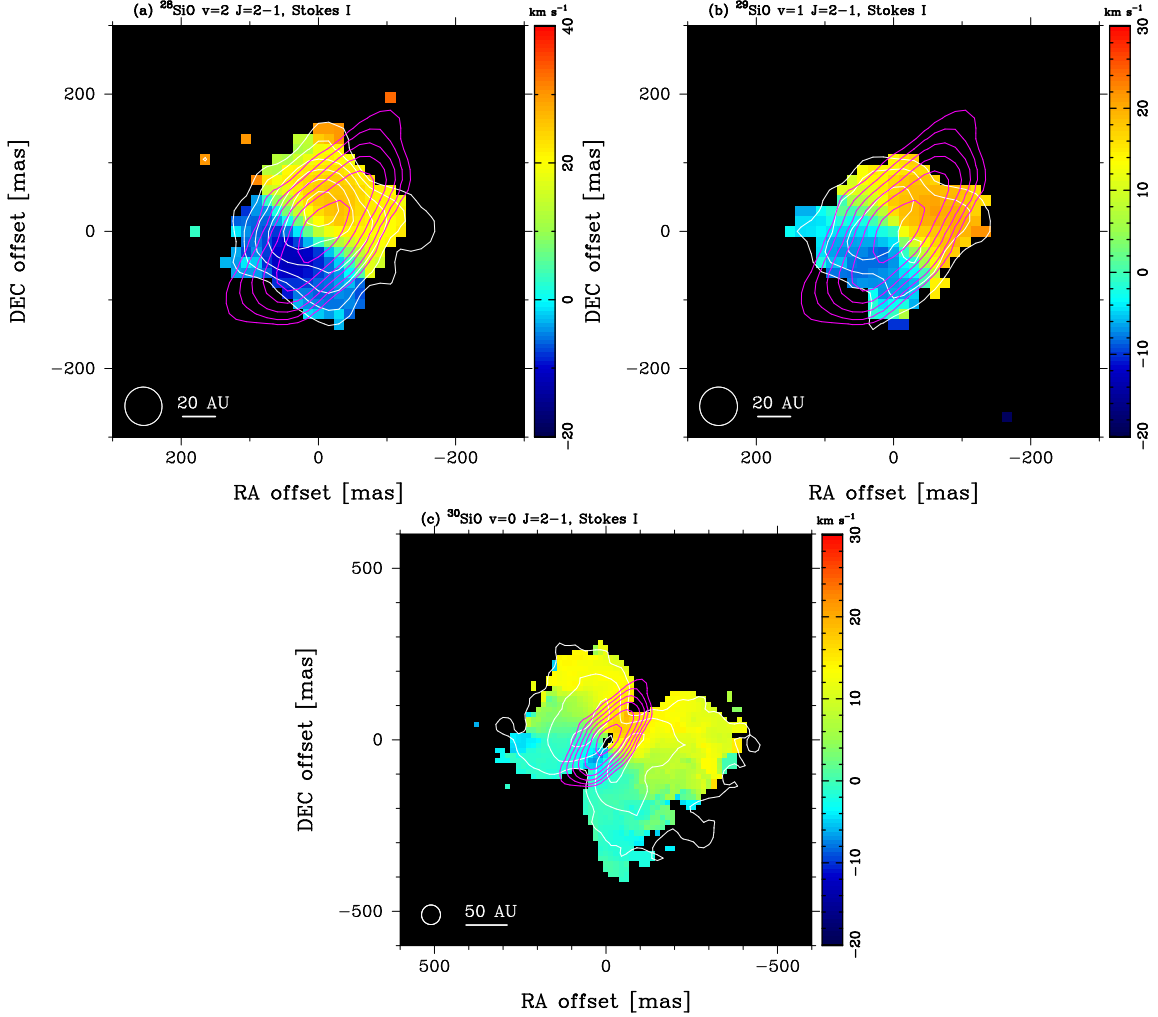 (a) ²⁸SiO v=2 J=2−1, Stokes I
km s⁻¹
DEC offset [mas]
200
0
−200
200
0
−200
RA offset [mas]
20 AU
40
20
0
−20
(b) ²⁹SiO v=1 J=2−1, Stokes I
km s⁻¹
DEC offset [mas]
200
0
−200
200
0
−200
RA offset [mas]
20 AU
30
20
10
0
−10
−20
(c) ³⁰SiO v=0 J=2−1, Stokes I
km s⁻¹
DEC offset [mas]
500
0
−500
500
0
−500
RA offset [mas]
50 AU
30
20
10
0
−10
−20